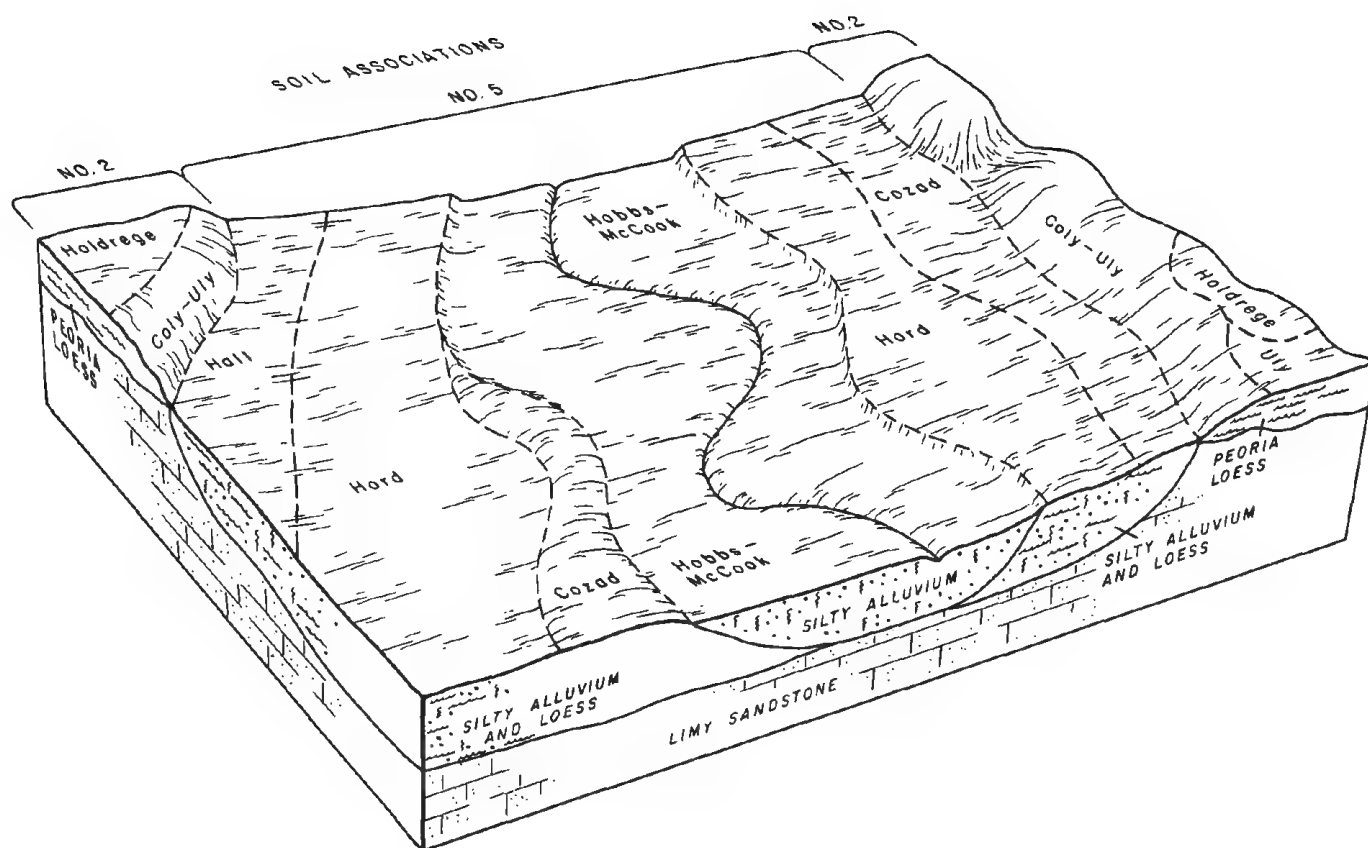 SOIL ASSOCIATIONS
NO. 2
NO. 5
NO. 2
Holdrege
Coly-Uly
Hall
Hord
Cozad
Hobbs-
McCook
Hobbs-
McCook
Hord
Cozad
Coly-Uly
Holdrege
Uly
PEORIA
LOESS
PEORIA
LOESS
SILTY ALLUVIUM
AND LOESS
SILTY ALLUVIUM
SILTY ALLUVIUM
AND LOESS
LIMY SANDSTONE